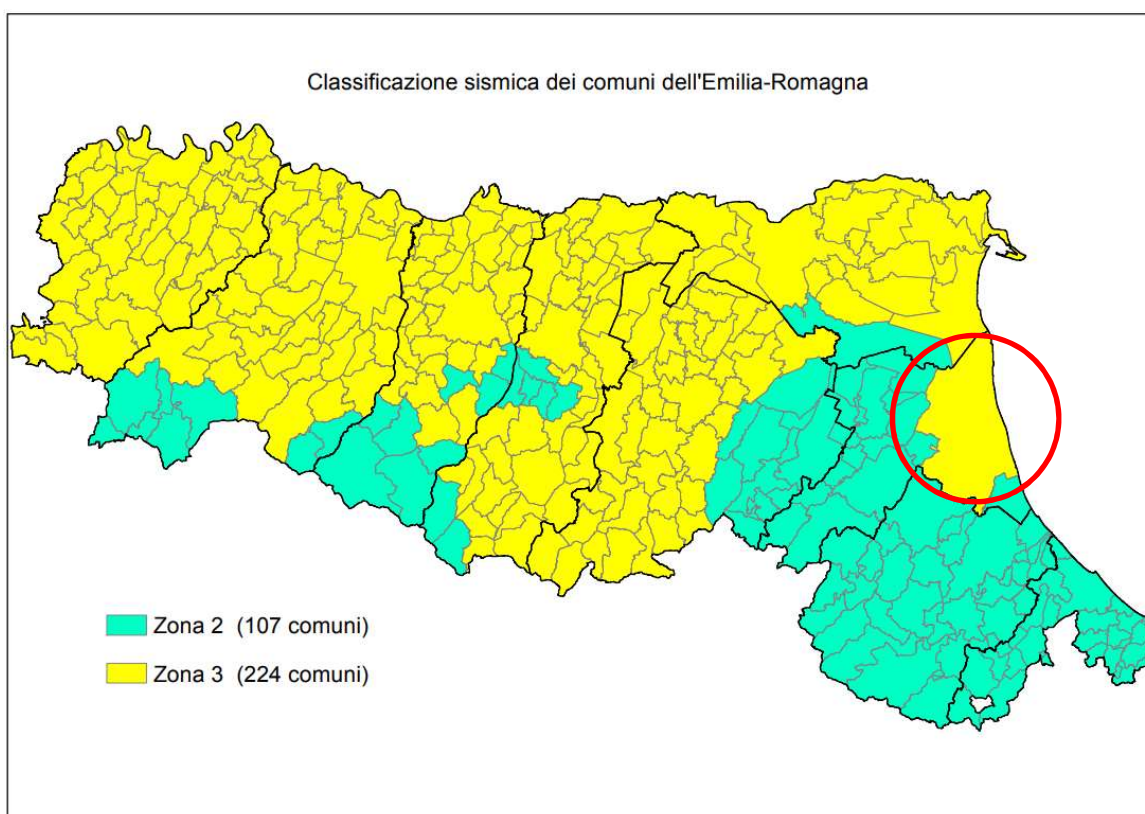 Classificazione sismica dei comuni dell'Emilia-Romagna
Zona 2 (107 comuni)
Zona 3 (224 comuni)